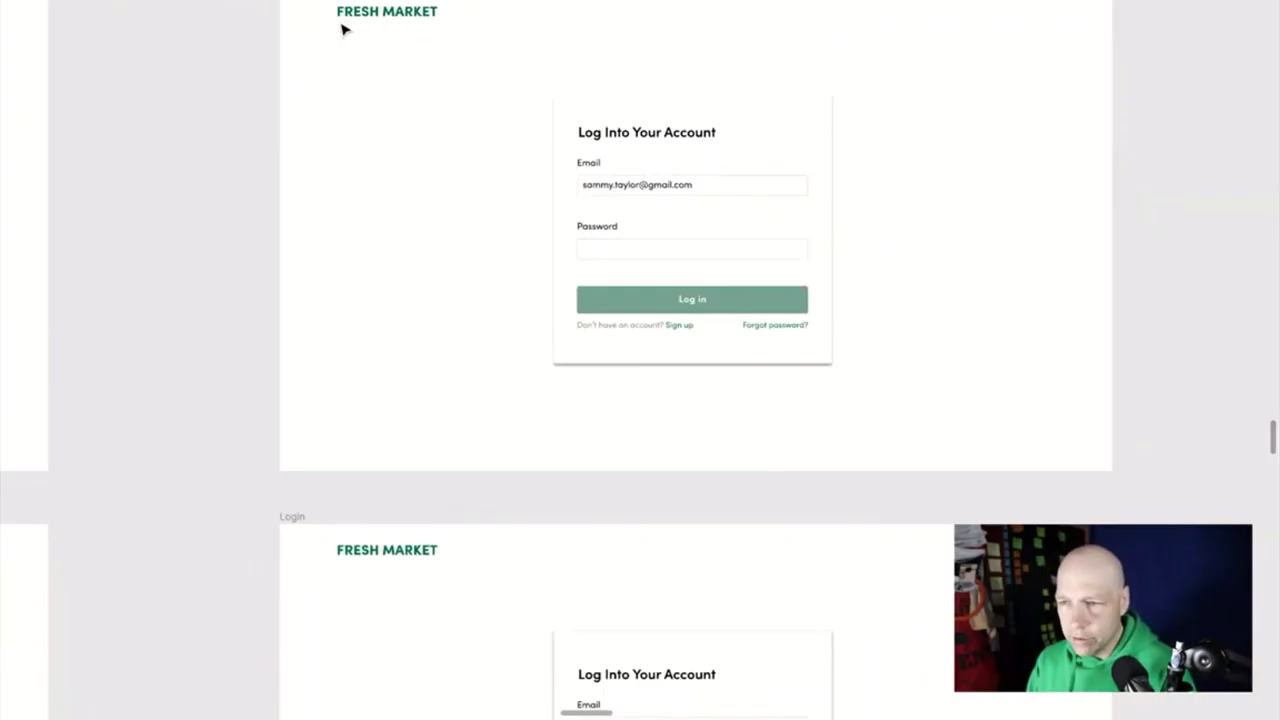 FRESH MARKET
Log Into Your Account
Email
sammy.taylor@gmail.com
Password
Log in
Don't have an account? Sign up
Forgot password?
Login
FRESH MARKET
Log Into Your Account
Email